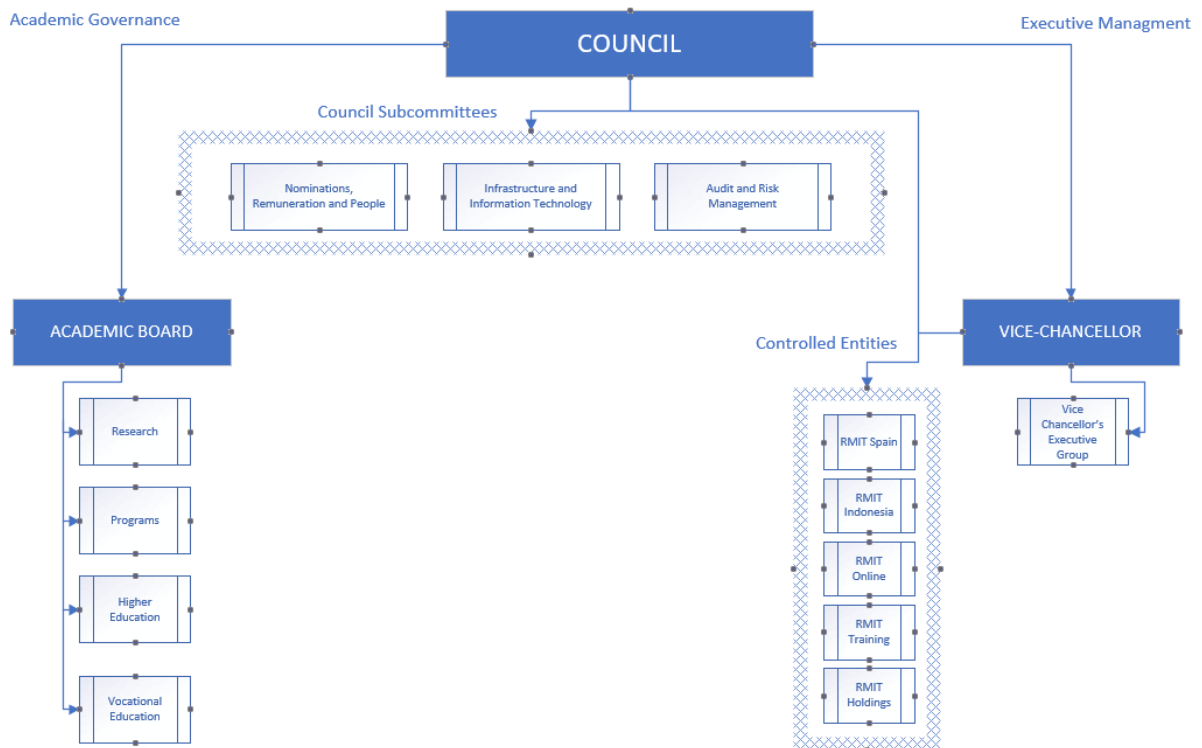 Academic Governance
COUNCIL
Executive Managment
Council Subcommittees
Nominations,
Remuneration and People
Infrastructure and
Information Technology
Audit and Risk
Management
ACADEMIC BOARD
VICE-CHANCELLOR
Controlled Entities
Research
Programs
Higher
Education
Vocational
Education
RMIT Spain
RMIT
Indonesia
RMIT
Online
RMIT
Training
RMIT
Holdings
Vice
Chancellor's
Executive
Group